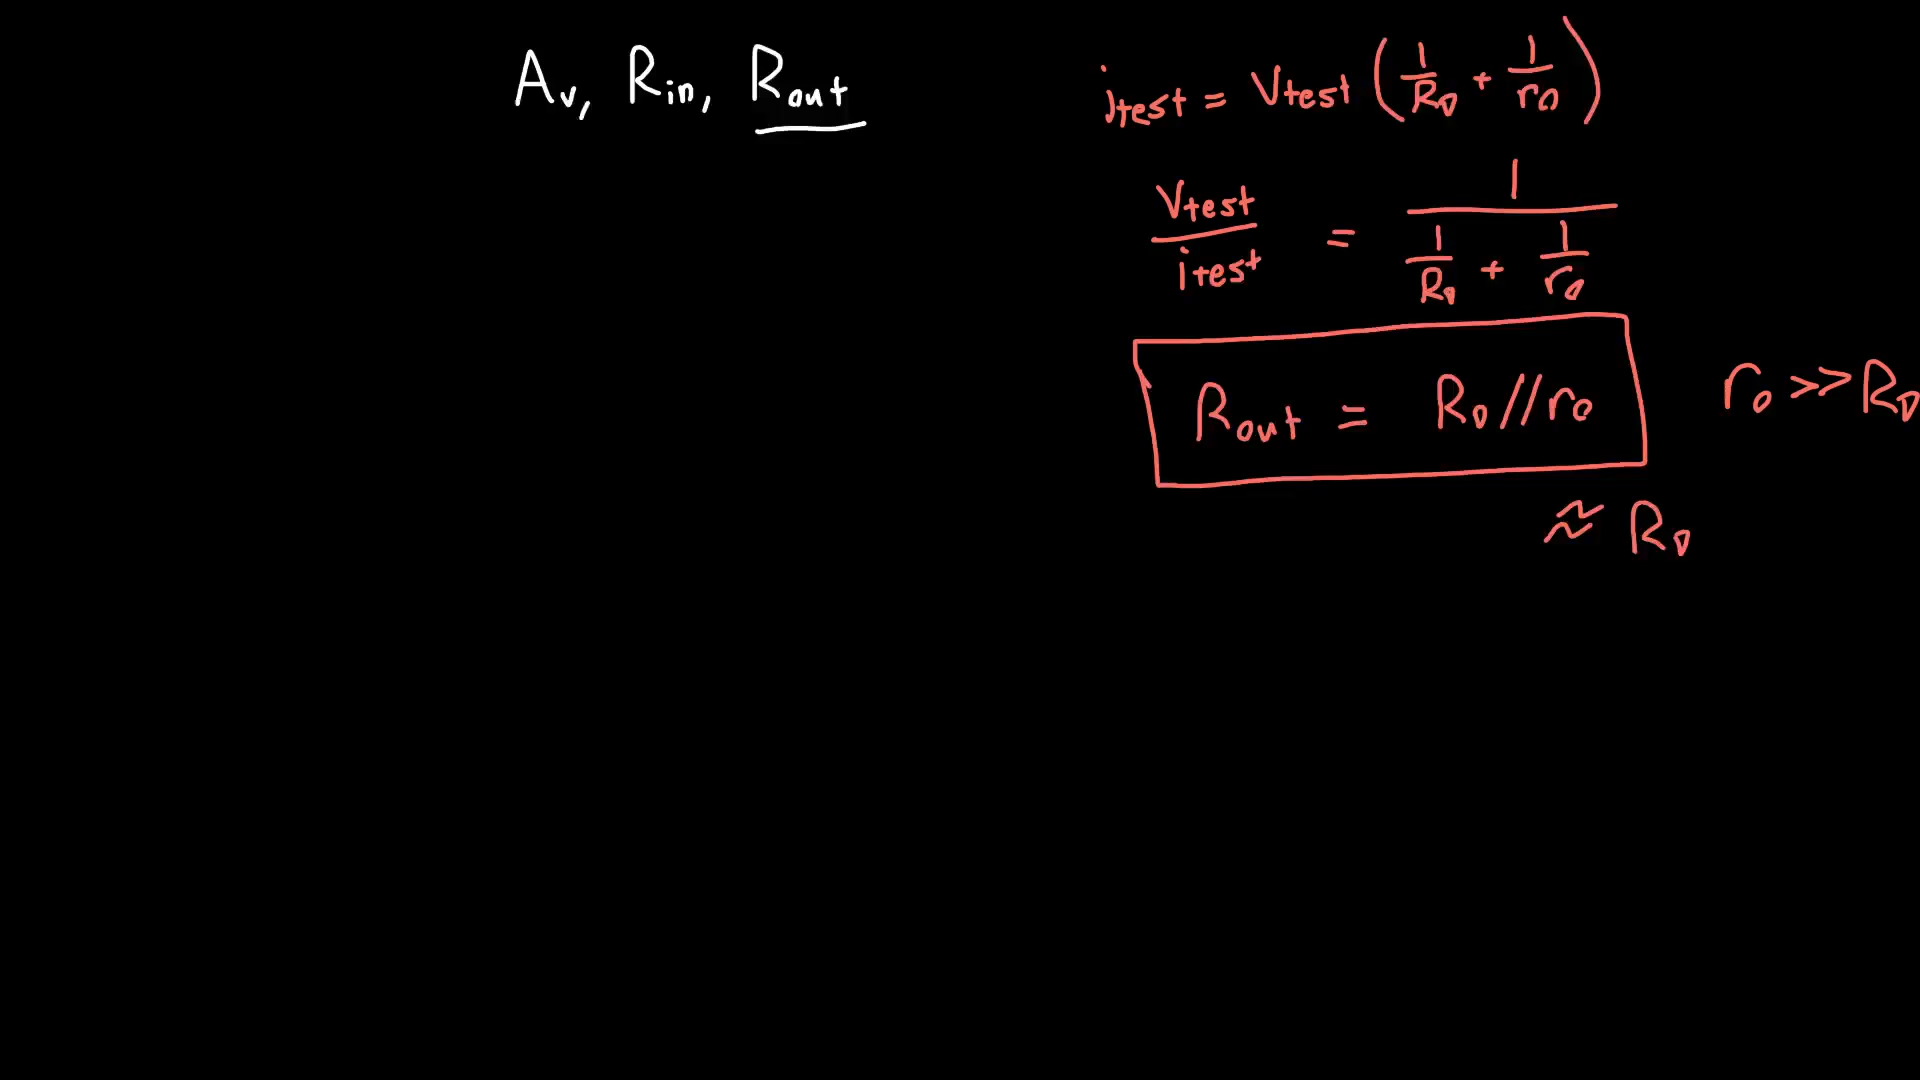 Av, Rin, Rout
itest = Vtest (1/RD + 1/ro)
Vtest/itest = 1/(1/RD + 1/ro)
Rout = RD//ro
ro >> RD
≈ RD